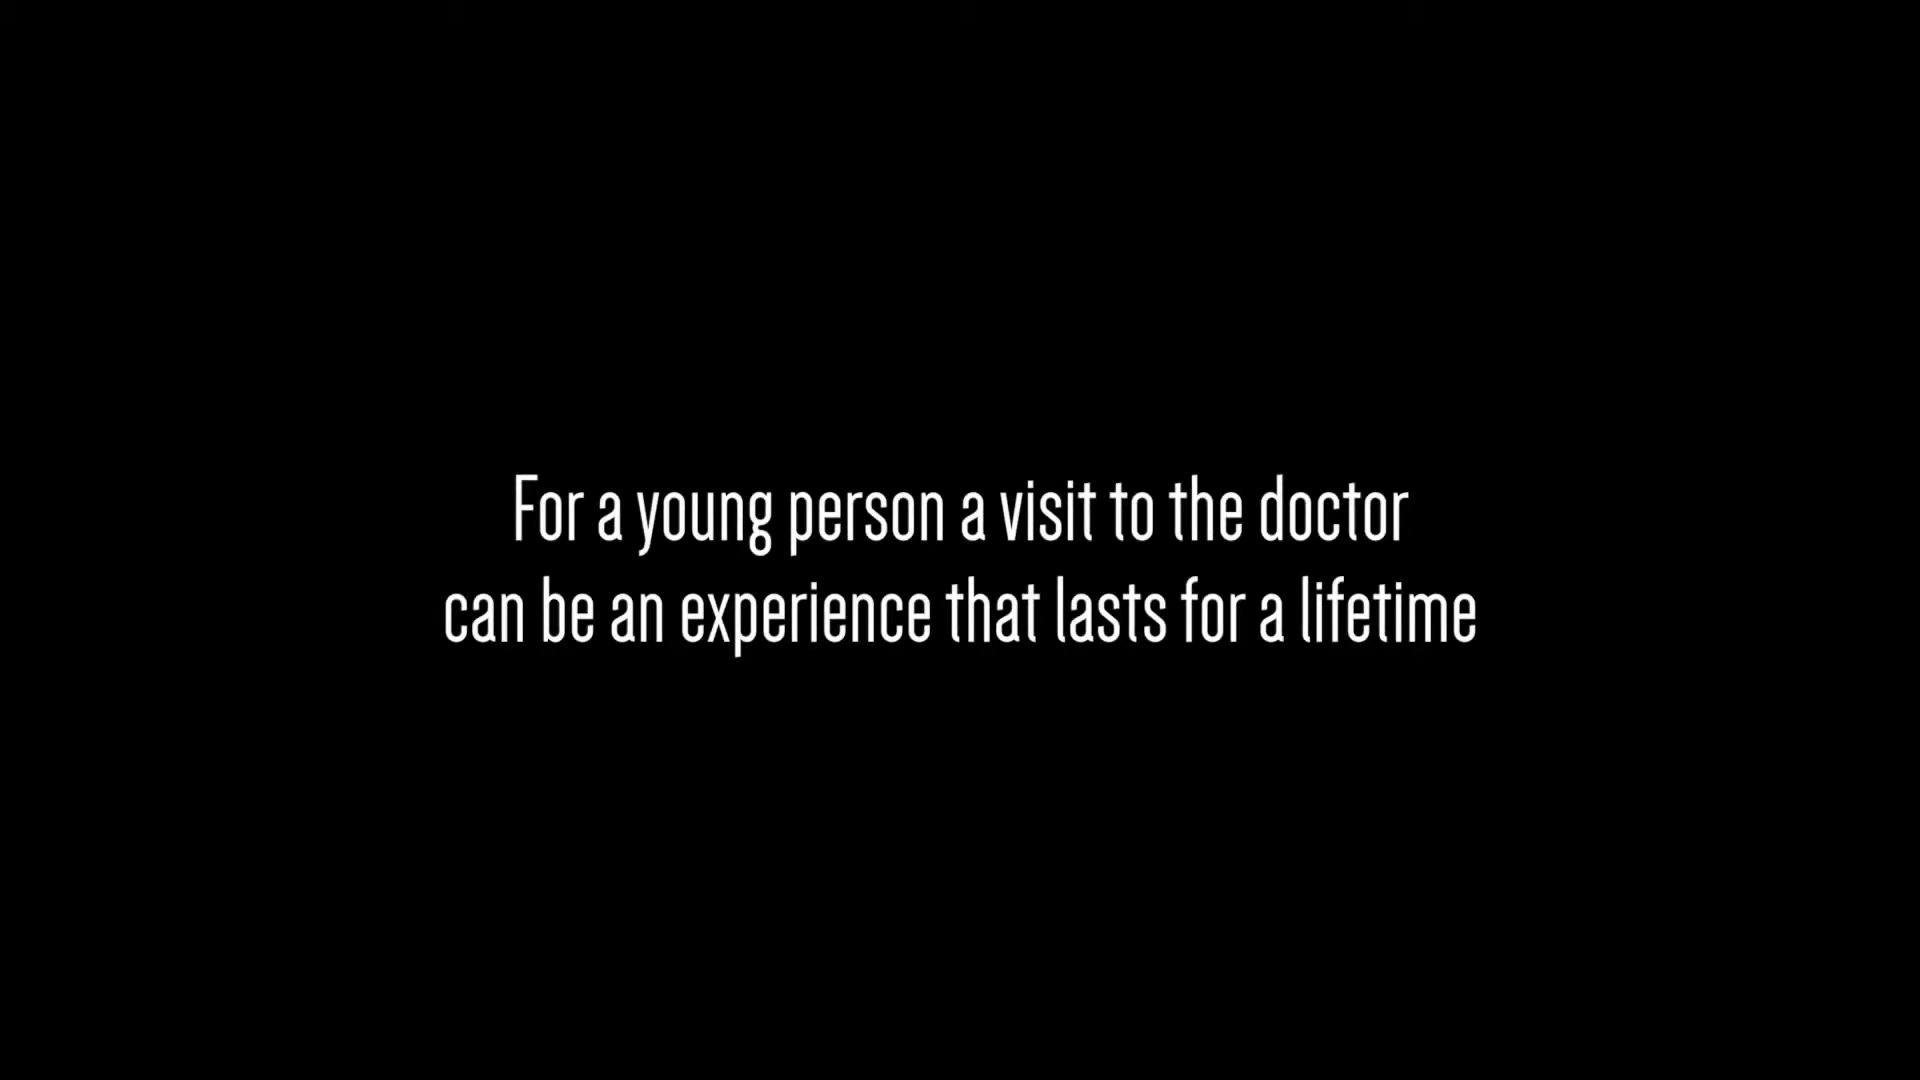 For a young person a visit to the doctor
can be an experience that lasts for a lifetime